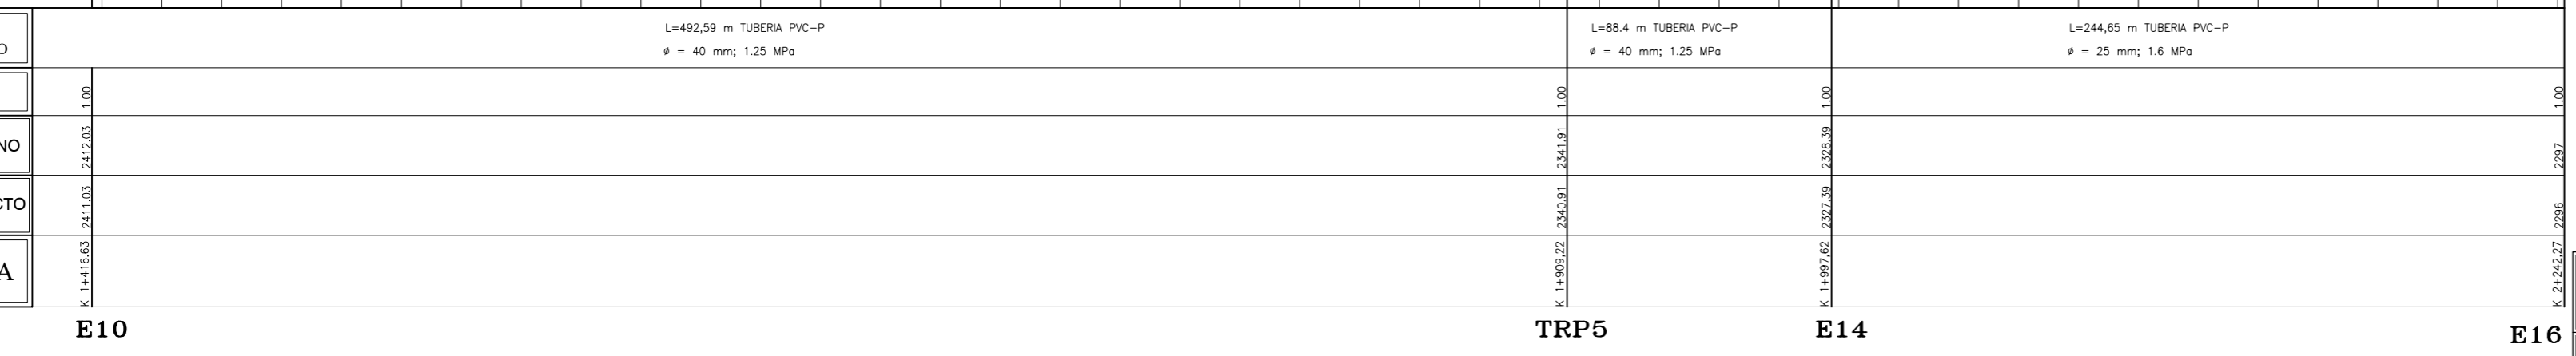 L=492,59 m TUBERIA PVC-P
ø = 40 mm; 1.25 MPa
L=88.4 m TUBERIA PVC-P
ø = 40 mm; 1.25 MPa
L=244,65 m TUBERIA PVC-P
ø = 25 mm; 1.6 MPa
O
1.00
1.00
1.00
1.00
NO
2412.03
2341.91
2328.39
2297
CTO
2411.03
2340.91
2327.39
2296
A
K 1+416.63
K 1+909,22
K 1+997,62
K 2+242,27
E10
TRP5
E14
E16